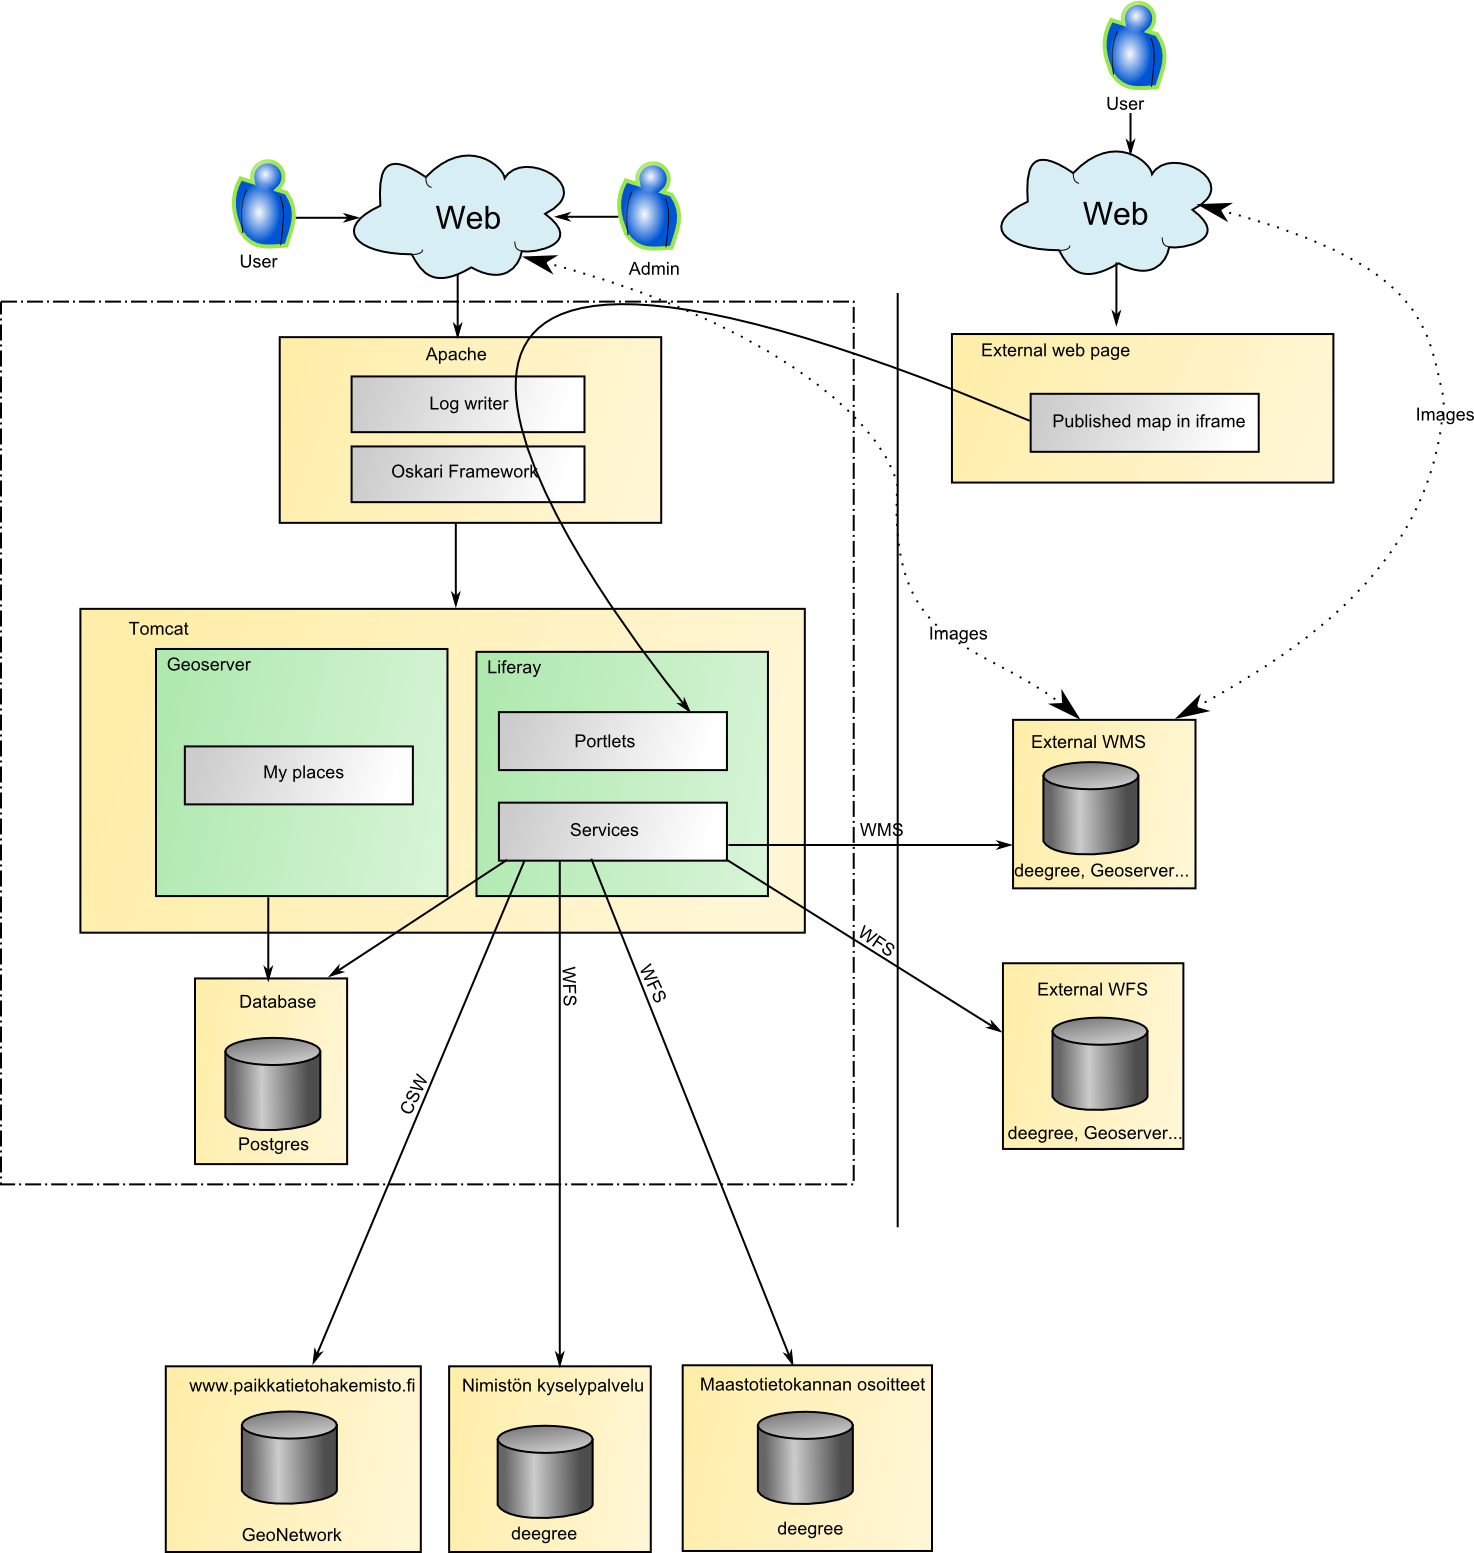 User
Web
User
Web
Admin
Apache
Log writer
Oskari Framework
External web page
Published map in iframe
Images
Images
Tomcat
Geoserver
My places
Liferay
Portlets
Services
WMS
External WMS
deegree, Geoserver...
WFS
External WFS
deegree, Geoserver...
Database
Postgres
CSW
WFS
WFS
www.paikkatietohakemisto.fi
GeoNetwork
Nimistön kyselypalvelu
deegree
Maastotietokannan osoitteet
deegree